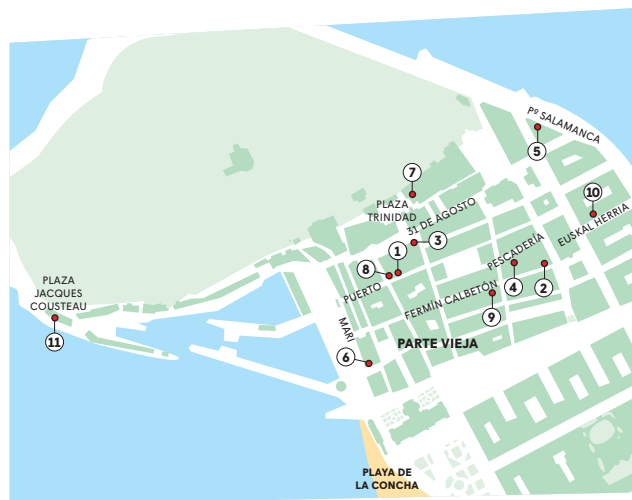 Pº SALAMANCA
5
7
10
PLAZA
TRINIDAD
31 DE AGOSTO
EUSKAL HERRIA
3
1
8
PESCADERÍA
PUERTO
4
2
PLAZA
JACQUES
COUSTEAU
11
FERMÍN CALBETÓN
9
MARI
PARTE VIEJA
6
PLAYA DE
LA CONCHA